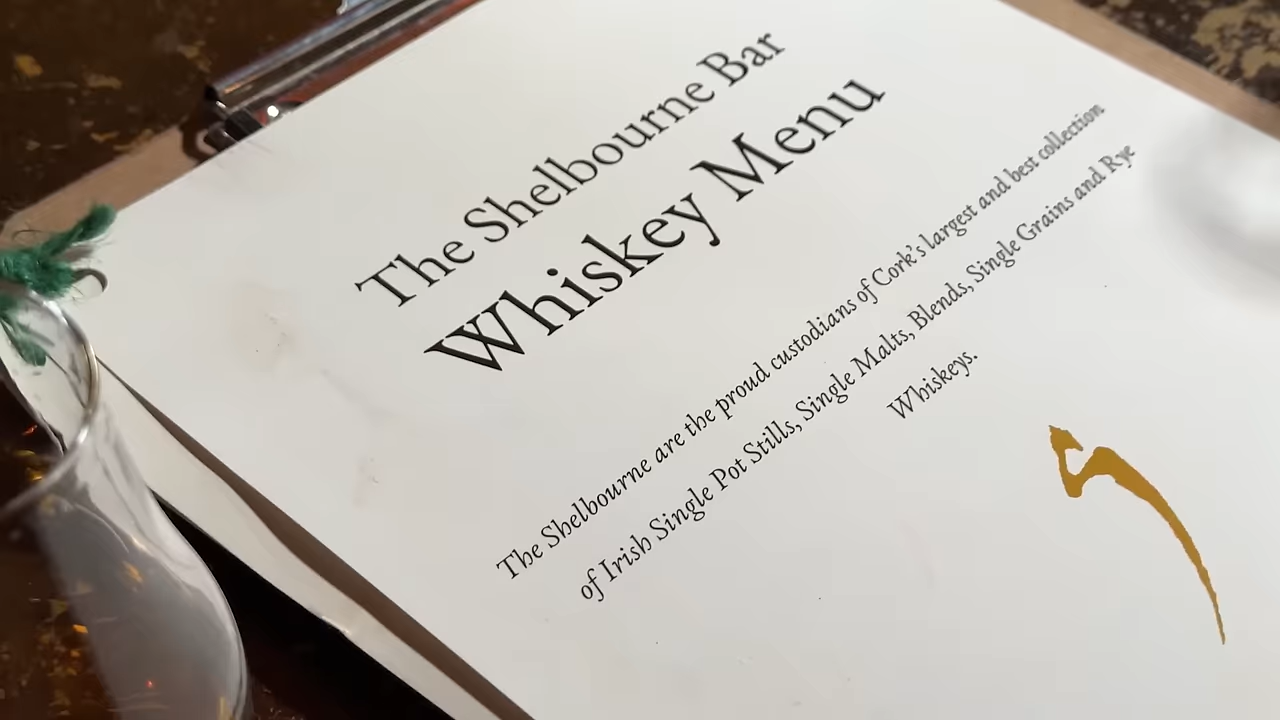 The Shelbourne Bar
Whiskey Menu
The Shelbourne are the proud custodians of Cork's largest and best collection
of Irish Single Pot Stills, Single Malts, Blends, Single Grains and Rye
Whiskeys.